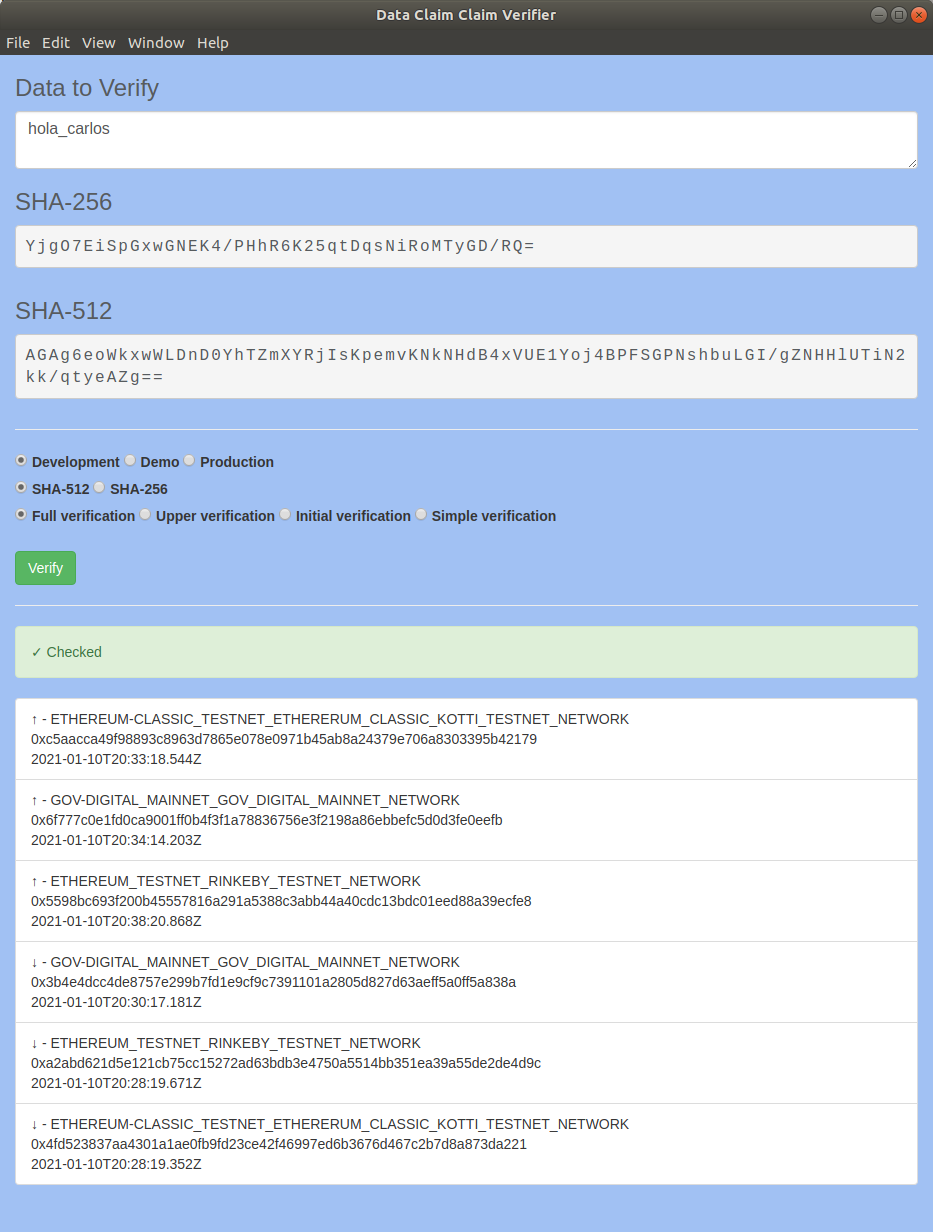 Data Claim Claim Verifier
File Edit View Window Help
Data to Verify
hola_carlos
SHA-256
YjgO7EiSpGxwGNEK4/PHhR6K25qtDqsNiRoMTyGD/RQ=
SHA-512
AGAg6eoWkxwWLDnD0YhTZmXYRjIsKpemvKNkNHdB4xVUE1Yoj4BPFSGPNshbuLGI/gZNHHlUTiN2
kk/qtyeAZg==
Development Demo Production
SHA-512 SHA-256
Full verification Upper verification Initial verification Simple verification
Verify
✓ Checked
↑ - ETHEREUM-CLASSIC_TESTNET_ETHERERUM_CLASSIC_KOTTI_TESTNET_NETWORK
0xc5aacca49f98893c8963d7865e078e0971b45ab8a24379e706a8303395b42179
2021-01-10T20:33:18.544Z
↑ - GOV-DIGITAL_MAINNET_GOV_DIGITAL_MAINNET_NETWORK
0x6f777c0e1fd0ca9001ff0b4f3f1a78836756e3f2198a86ebbefc5d0d3fe0eefb
2021-01-10T20:34:14.203Z
↑ - ETHEREUM_TESTNET_RINKEBY_TESTNET_NETWORK
0x5598bc693f200b45557816a291a5388c3abb44a40cdc13bdc01eed88a39ecfe8
2021-01-10T20:38:20.868Z
↓ - GOV-DIGITAL_MAINNET_GOV_DIGITAL_MAINNET_NETWORK
0x3b4e4dcc4de8757e299b7fd1e9cf9c7391101a2805d827d63aeff5a0ff5a838a
2021-01-10T20:30:17.181Z
↓ - ETHEREUM_TESTNET_RINKEBY_TESTNET_NETWORK
0xa2abd621d5e121cb75cc15272ad63bdb3e4750a5514bb351ea39a55de2de4d9c
2021-01-10T20:28:19.671Z
↓ - ETHEREUM-CLASSIC_TESTNET_ETHERERUM_CLASSIC_KOTTI_TESTNET_NETWORK
0x4fd523837aa4301a1ae0fb9fd23ce42f46997ed6b3676d467c2b7d8a873da221
2021-01-10T20:28:19.352Z